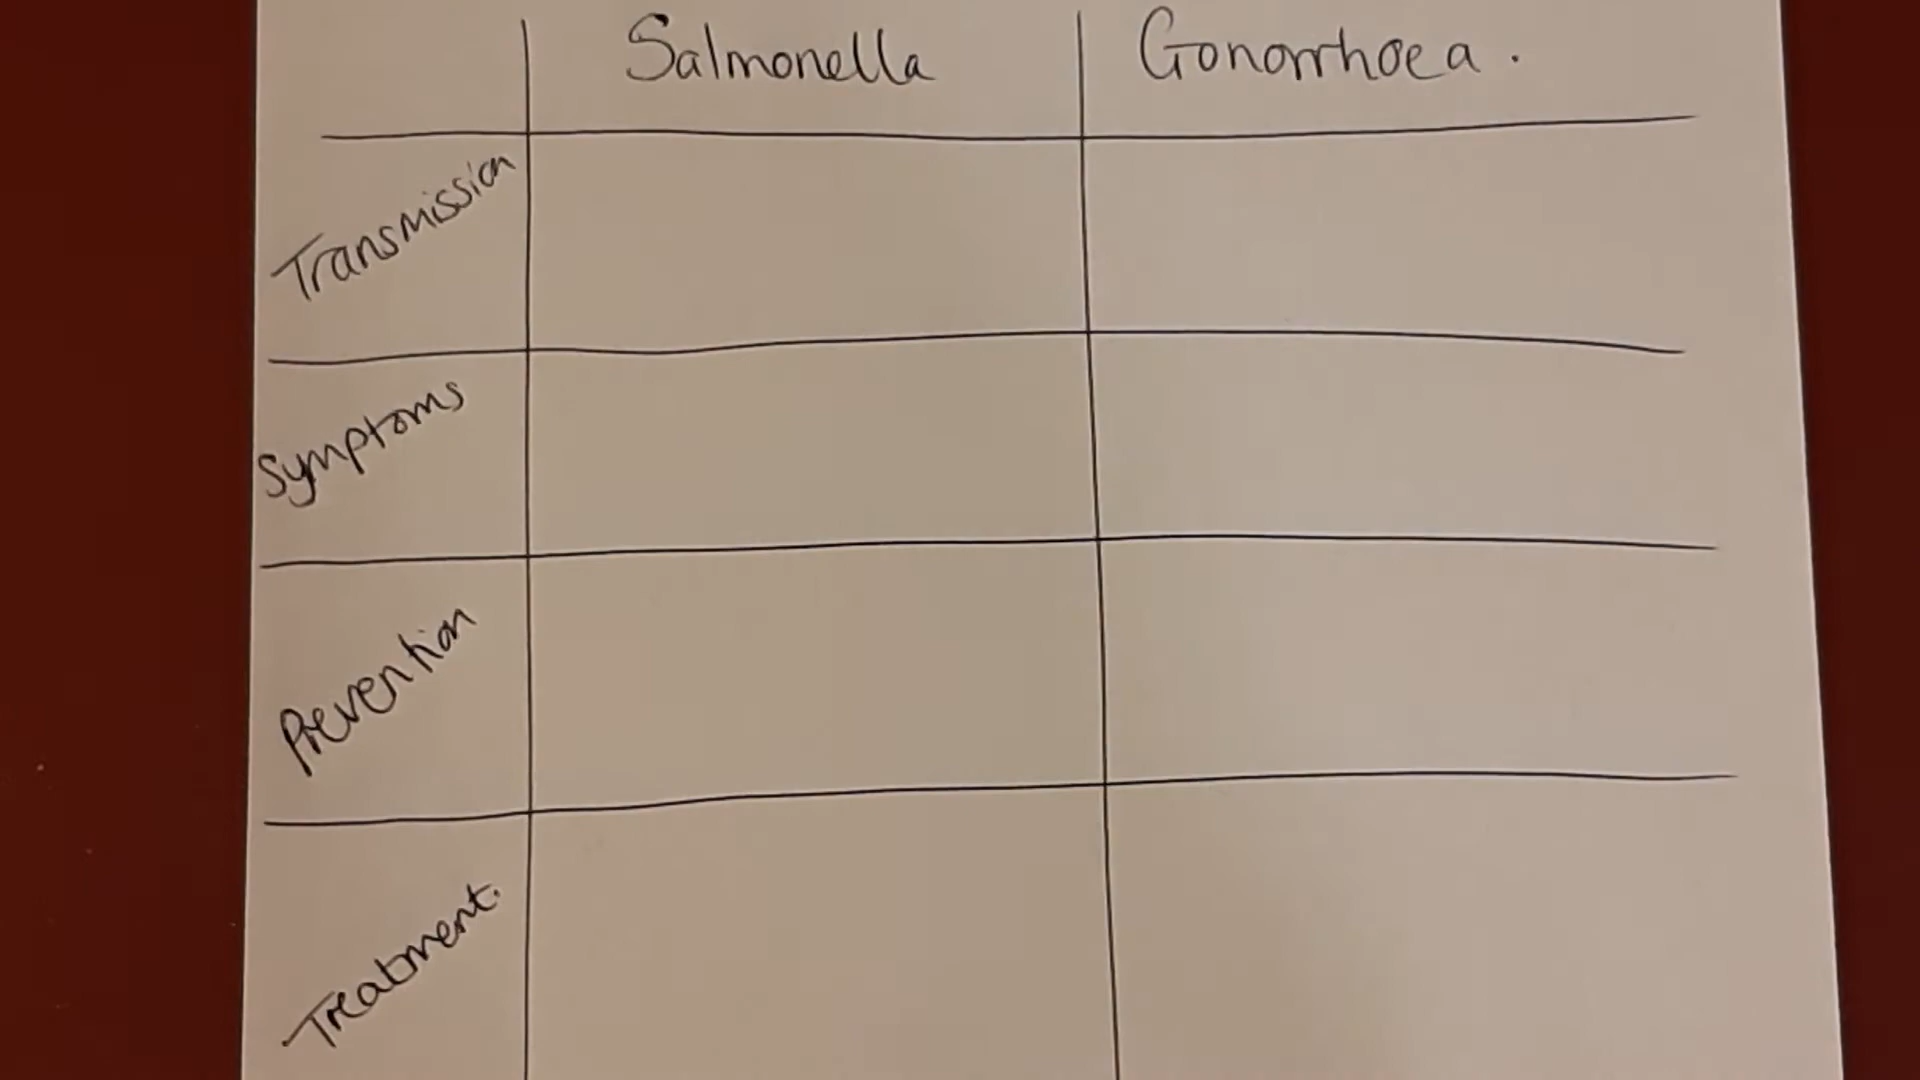 Salmonella Gonorrhoea.
Transmission
Symptoms
Prevention
Treatment.